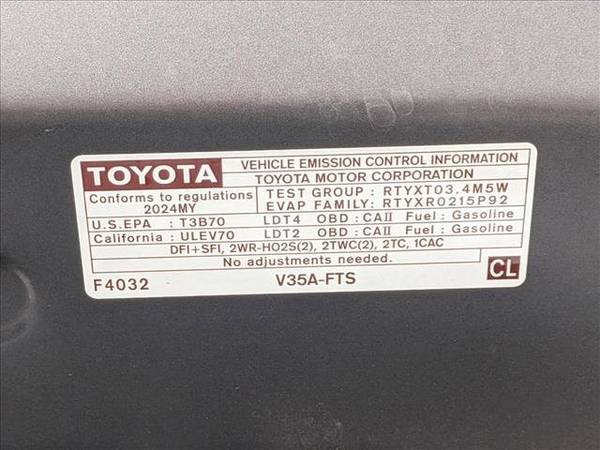 TOYOTA VEHICLE EMISSION CONTROL INFORMATION
TOYOTA MOTOR CORPORATION
Conforms to regulations
2024MY
TEST GROUP : RTYXT03.4M5W
EVAP FAMILY: RTYXR0215P92
U.S.EPA : T3B70 LDT4 OBD : CAII Fuel : Gasoline
California : ULEV70 LDT2 OBD : CAII Fuel : Gasoline
DFI+SFI, 2WR-HO2S(2), 2TWC(2), 2TC, 1CAC
No adjustments needed.
F4032 V35A-FTS CL